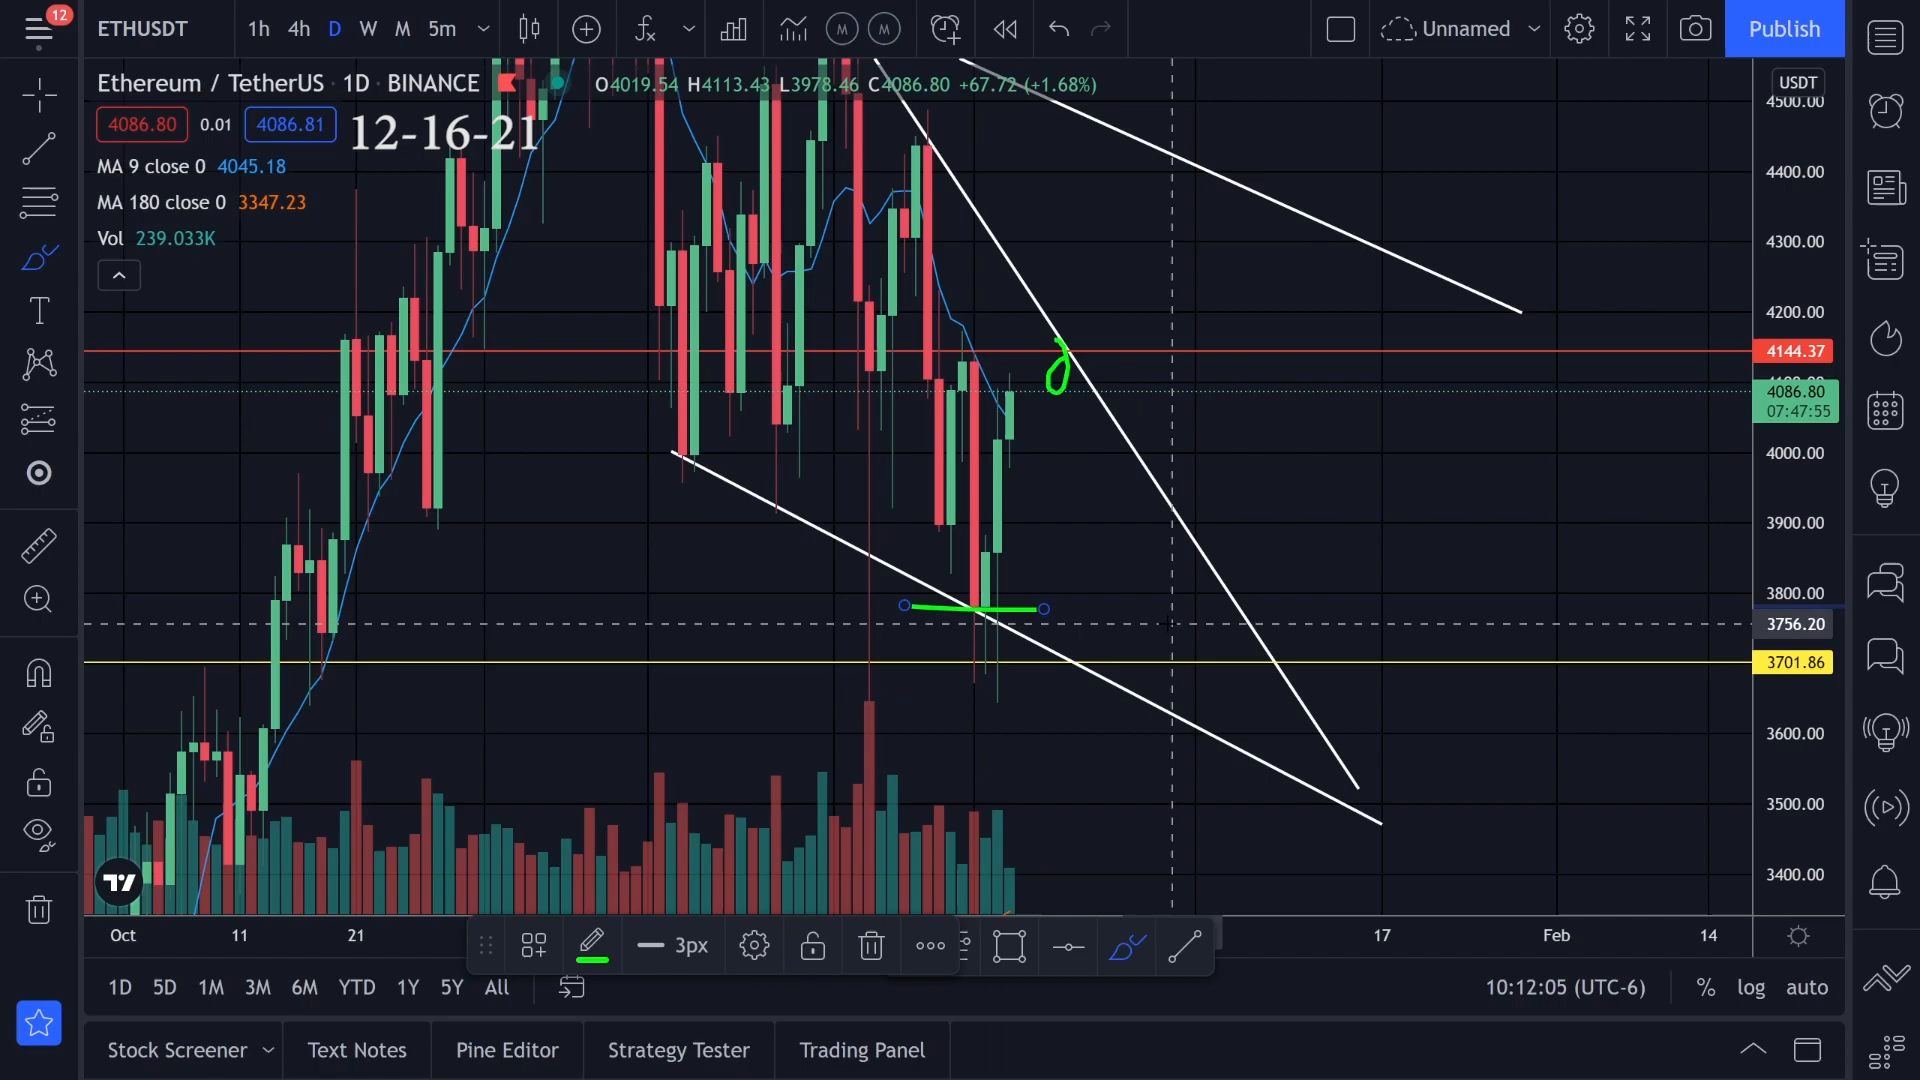 12
ETHUSDT 1h 4h D W M 5m M M Unnamed Publish
Ethereum / TetherUS · 1D · BINANCE O4019.54 H4113.43 L3978.46 C4086.80 +67.72 (+1.68%)
4086.80 0.01 4086.81 12-16-21
MA 9 close 0 4045.18
MA 180 close 0 3347.23
Vol 239.033K
USDT
4500.00
4400.00
4300.00
4200.00
4144.37
4086.80
07:47:55
4000.00
3900.00
3800.00
3756.20
3701.86
3600.00
3500.00
3400.00
Oct 11 21 17 Feb 14
3px
1D 5D 1M 3M 6M YTD 1Y 5Y All 10:12:05 (UTC-6) % log auto
Stock Screener Text Notes Pine Editor Strategy Tester Trading Panel